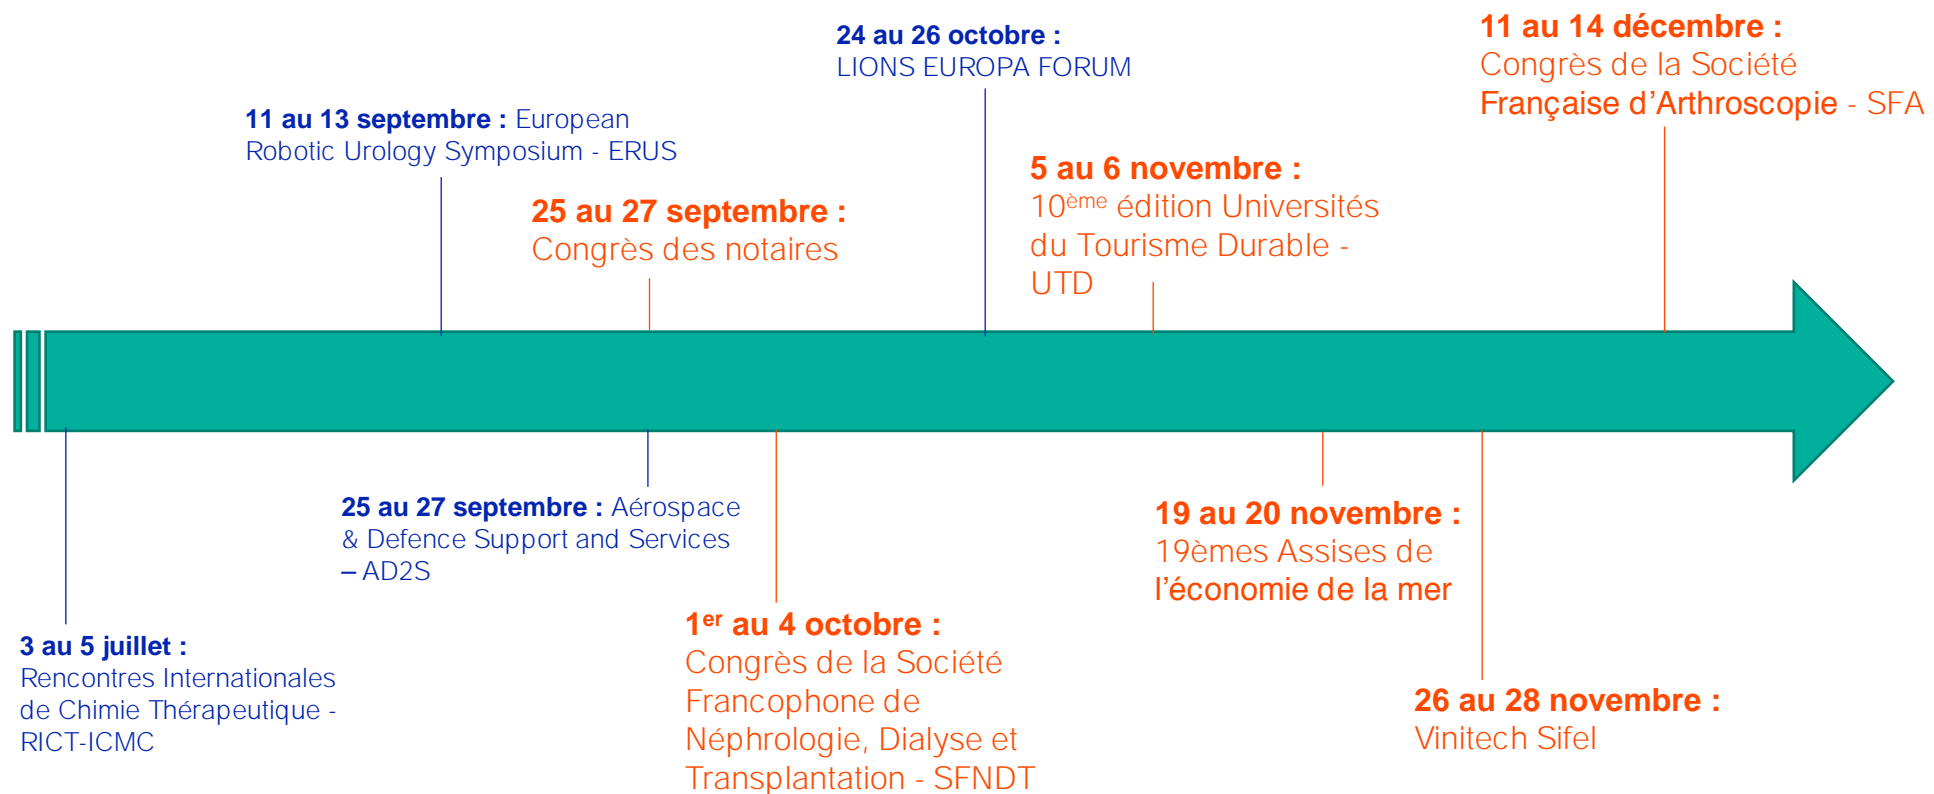 24 au 26 octobre :
LIONS EUROPA FORUM
11 au 14 décembre :
Congrès de la Société
Française d’Arthroscopie - SFA
11 au 13 septembre : European
Robotic Urology Symposium - ERUS
25 au 27 septembre :
Congrès des notaires
5 au 6 novembre :
10ème édition Universités
du Tourisme Durable -
UTD
3 au 5 juillet :
Rencontres Internationales
de Chimie Thérapeutique -
RICT-ICMC
25 au 27 septembre : Aérospace
& Defence Support and Services
– AD2S
1er au 4 octobre :
Congrès de la Société
Francophone de
Néphrologie, Dialyse et
Transplantation - SFNDT
19 au 20 novembre :
19èmes Assises de
l’économie de la mer
26 au 28 novembre :
Vinitech Sifel